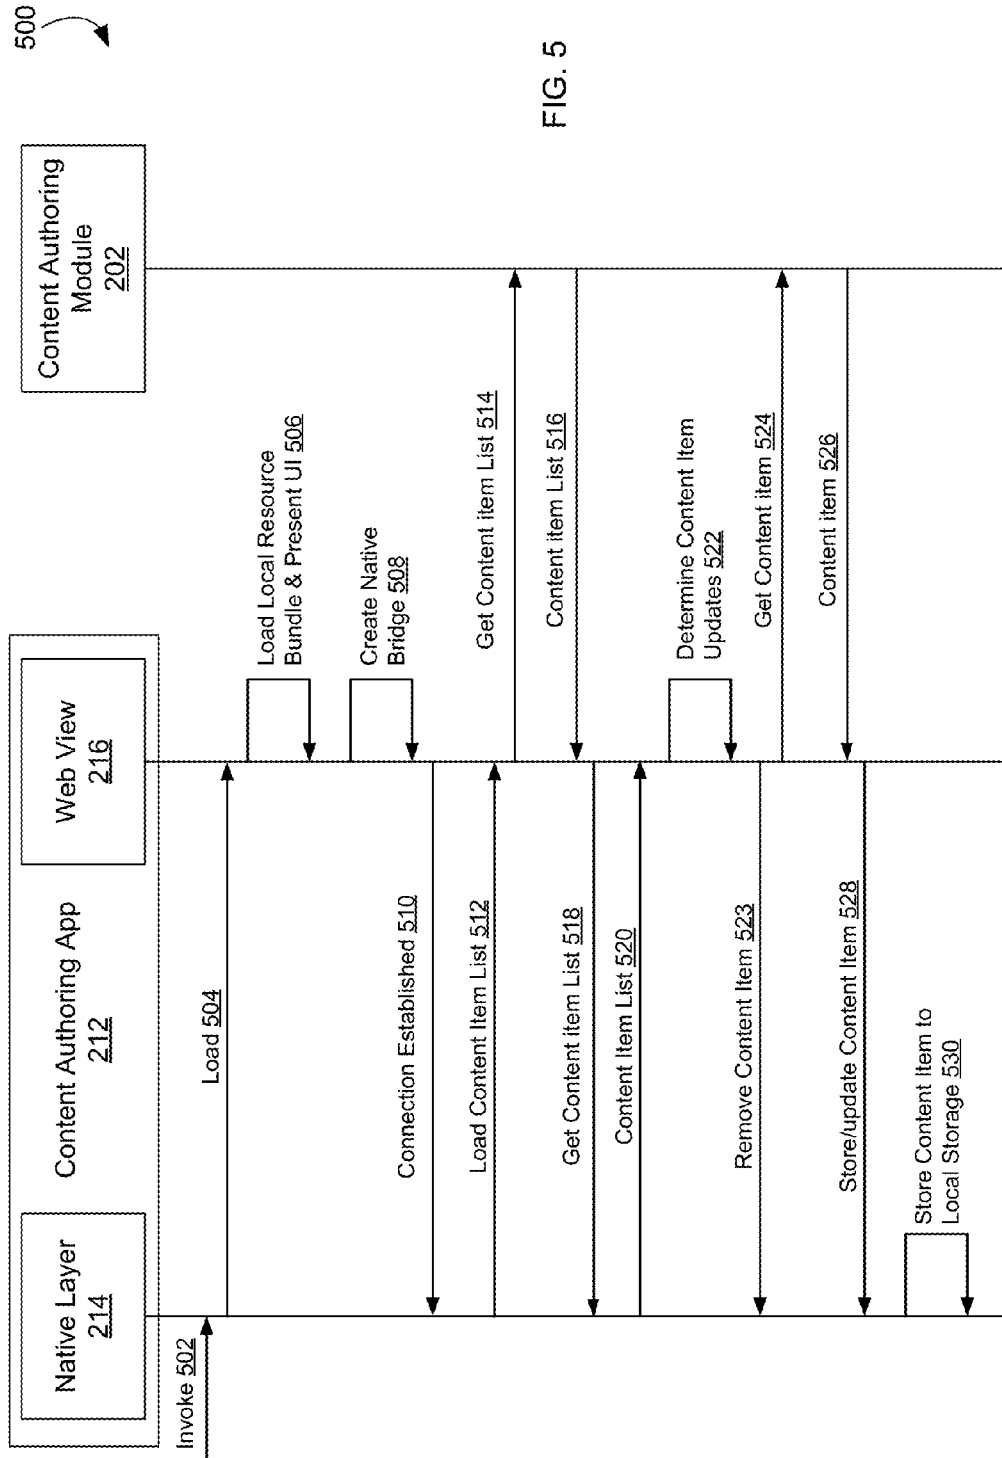 500
Content Authoring App
212
Native Layer
214
Web View
216
Content Authoring
Module
202
Invoke 502
Load 504
Load Local Resource
Bundle & Present UI 506
Create Native
Bridge 508
Connection Established 510
Load Content Item List 512
Get Content item List 514
Content item List 516
Get Content item List 518
Content Item List 520
Determine Content Item
Updates 522
Remove Content Item 523
Get Content item 524
Content item 526
Store/update Content Item 528
Store Content Item to
Local Storage 530
FIG. 5